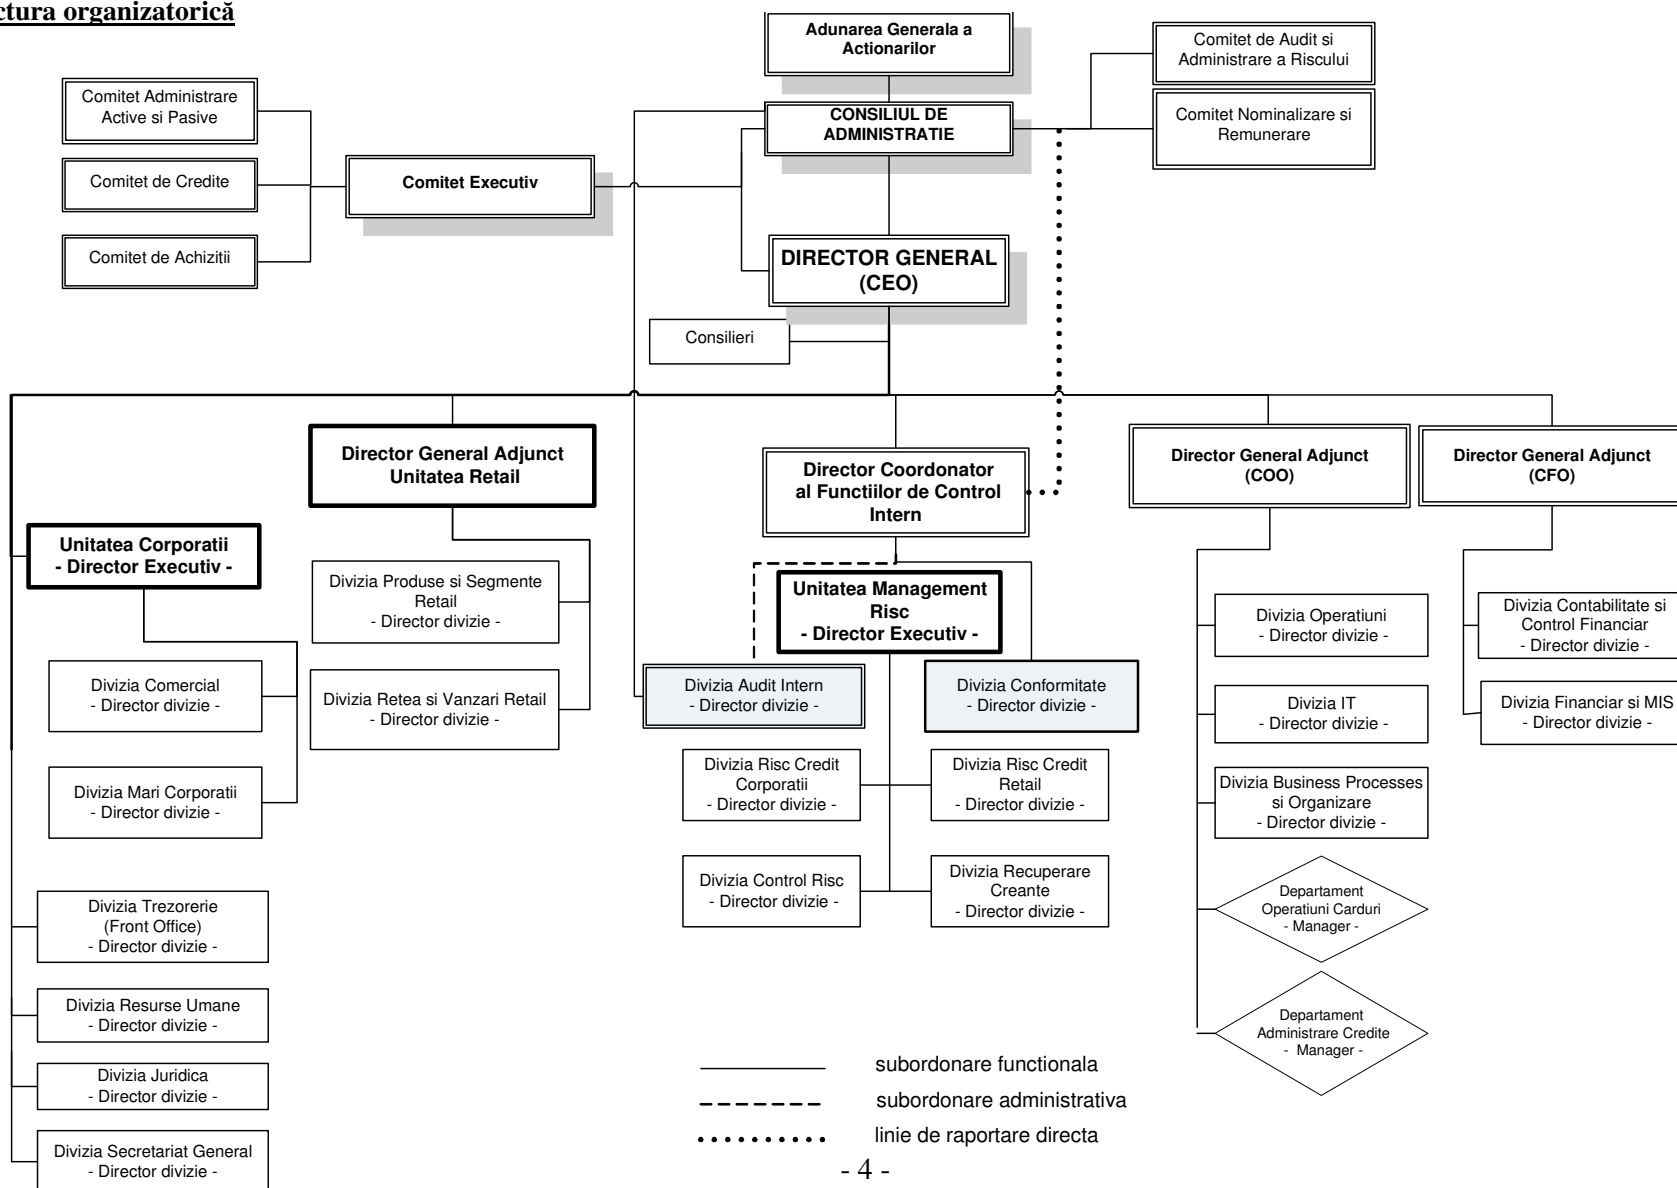 ctura organizatorică
Adunarea Generala a
Actionarilor
Comitet de Audit si
Administrare a Riscului
Comitet Administrare
Active si Pasive
CONSILIUL DE
ADMINISTRATIE
Comitet Nominalizare si
Remunerare
Comitet de Credite
Comitet Executiv
Comitet de Achizitii
DIRECTOR GENERAL
(CEO)
Consilieri
Director General Adjunct
Unitatea Retail
Director Coordonator
al Functiilor de Control
Intern
Director General Adjunct
(COO)
Director General Adjunct
(CFO)
Unitatea Corporatii
- Director Executiv -
Divizia Produse si Segmente
Retail
- Director divizie -
Unitatea Management
Risc
- Director Executiv -
Divizia Operatiuni
- Director divizie -
Divizia Contabilitate si
Control Financiar
- Director divizie -
Divizia Comercial
- Director divizie -
Divizia Retea si Vanzari Retail
- Director divizie -
Divizia Audit Intern
- Director divizie -
Divizia Conformitate
- Director divizie -
Divizia IT
- Director divizie -
Divizia Financiar si MIS
- Director divizie -
Divizia Mari Corporatii
- Director divizie -
Divizia Risc Credit
Corporatii
- Director divizie -
Divizia Risc Credit
Retail
- Director divizie -
Divizia Business Processes
si Organizare
- Director divizie -
Divizia Control Risc
- Director divizie -
Divizia Recuperare
Creante
- Director divizie -
Departament
Operatiuni Carduri
- Manager -
Divizia Trezorerie
(Front Office)
- Director divizie -
Divizia Resurse Umane
- Director divizie -
Departament
Administrare Credite
- Manager -
Divizia Juridica
- Director divizie -
Divizia Secretariat General
- Director divizie -
subordonare functionala
subordonare administrativa
linie de raportare directa
- 4 -